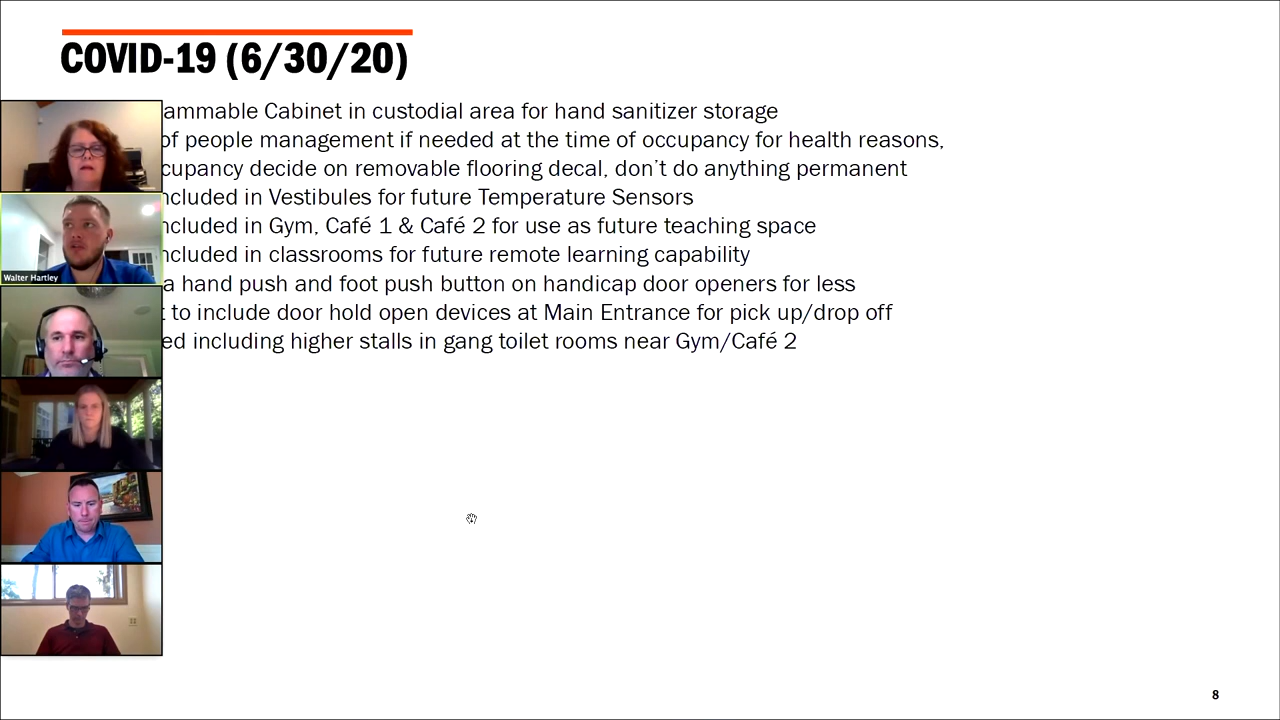 COVID-19 (6/30/20)
ammable Cabinet in custodial area for hand sanitizer storage
of people management if needed at the time of occupancy for health reasons,
cupancy decide on removable flooring decal, don't do anything permanent
ncluded in Vestibules for future Temperature Sensors
ncluded in Gym, Café 1 & Café 2 for use as future teaching space
ncluded in classrooms for future remote learning capability
a hand push and foot push button on handicap door openers for less
to include door hold open devices at Main Entrance for pick up/drop off
ed including higher stalls in gang toilet rooms near Gym/Café 2
Walter Hartley
8